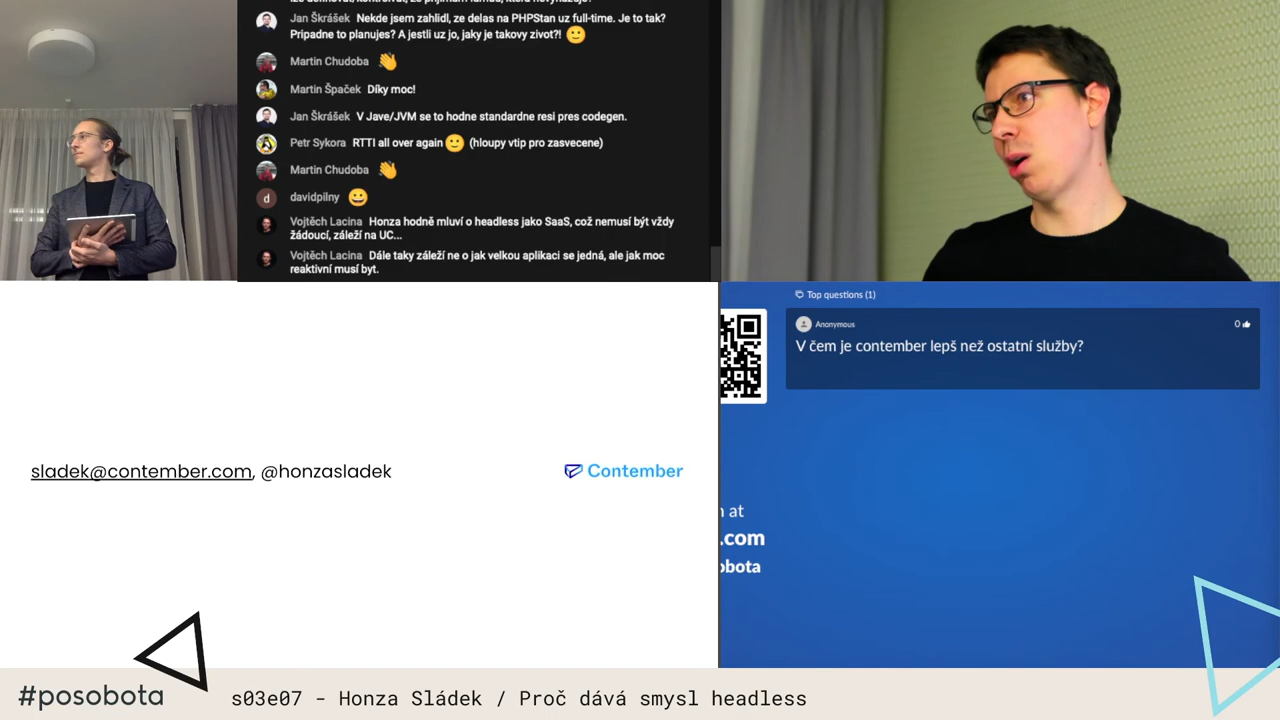 Jan Škrášek Nekde jsem zahlidl, ze delas na PHPStan uz full-time. Je to tak?
Pripadne to planujes? A jestli uz jo, jaky je takovy zivot?! 🙂
Martin Chudoba 👋
Martin Špaček Díky moc!
Jan Škrášek V Jave/JVM se to hodne standardne resi pres codegen.
Petr Sykora RTTI all over again 🙂 (hloupy vtip pro zasvecene)
Martin Chudoba 👋
d davidpilny 😀
Vojtěch Lacina Honza hodně mluví o headless jako SaaS, což nemusí být vždy
žádoucí, záleží na UC...
Vojtěch Lacina Dále taky záleží ne o jak velkou aplikaci se jedná, ale jak moc
reaktivní musí byt.
Top questions (1)
Anonymous 0
V čem je contember lepš než ostatní služby?
sladek@contember.com, @honzasladek
Contember
at
.com
obota
#posobota
s03e07 - Honza Sládek / Proč dává smysl headless